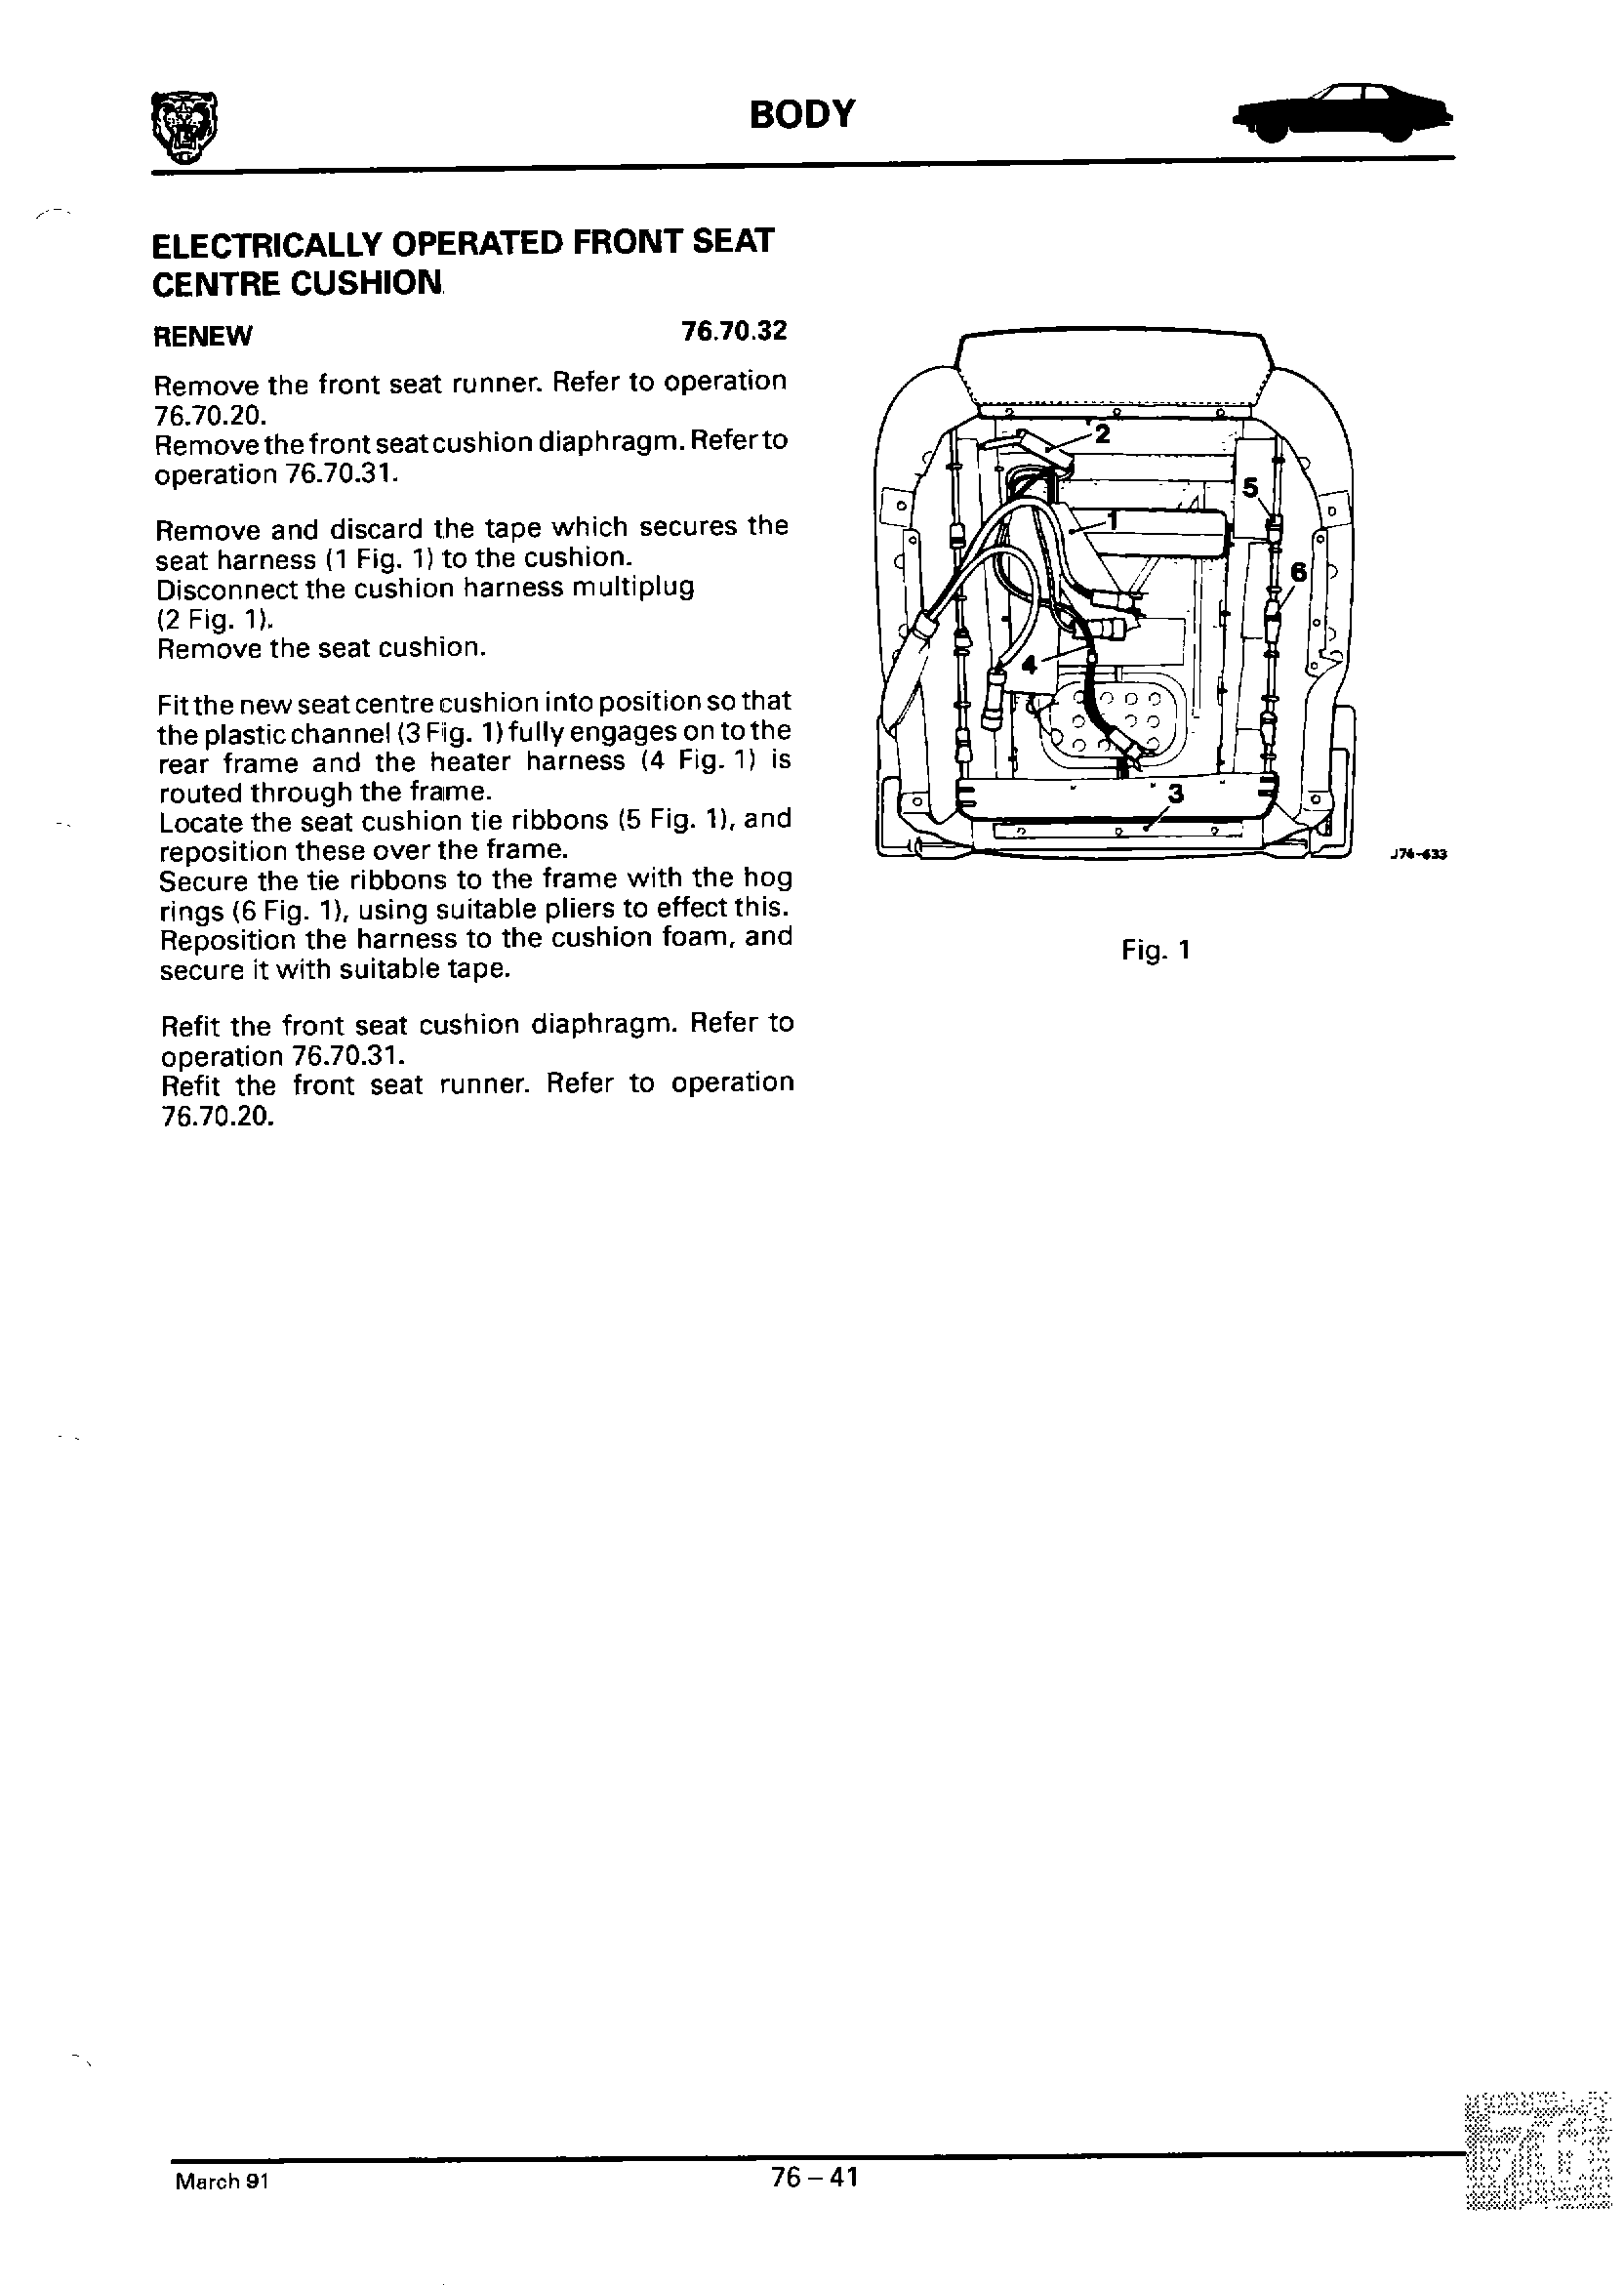 BODY
ELECTRICALLY OPERATED FRONT SEAT
CENTRE CUSHION
RENEW 76.70.32
Remove the front seat runner. Refer to operation
76.70.20.
Remove the front seat cushion diaphragm. Refer to
operation 76.70.31.
Remove and discard the tape which secures the
seat harness (1 Fig. 1) to the cushion.
Disconnect the cushion harness multiplug
(2 Fig. 1).
Remove the seat cushion.
Fit the new seat centre cushion into position so that
the plastic channel (3 Fig. 1) fully engages on to the
rear frame and the heater harness (4 Fig. 1) is
routed through the frame.
Locate the seat cushion tie ribbons (5 Fig. 1), and
reposition these over the frame.
Secure the tie ribbons to the frame with the hog
rings (6 Fig. 1), using suitable pliers to effect this.
Reposition the harness to the cushion foam, and
secure it with suitable tape.
Refit the front seat cushion diaphragm. Refer to
operation 76.70.31.
Refit the front seat runner. Refer to operation
76.70.20.
2
5
1
6
4
3
J76-633
Fig. 1
March 91
76 – 41
76